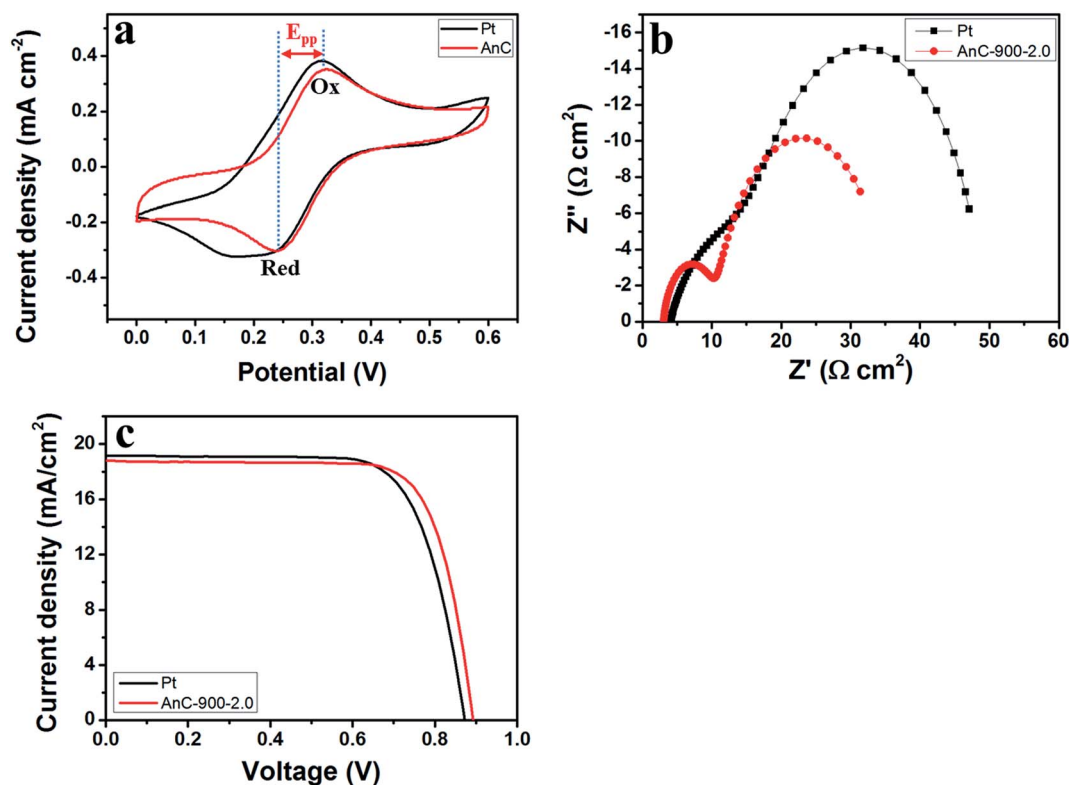 a
E_pp
Pt
AnC
Ox
Red
0.4
0.2
0.0
-0.2
-0.4
Current density (mA cm⁻²)
0.0 0.1 0.2 0.3 0.4 0.5 0.6
Potential (V)
b
Pt
AnC-900-2.0
-16
-14
-12
-10
-8
-6
-4
-2
0
Z'' (Ω cm²)
0 10 20 30 40 50 60
Z' (Ω cm²)
c
20
16
12
8
4
0
Current density (mA/cm²)
Pt
AnC-900-2.0
0.0 0.2 0.4 0.6 0.8 1.0
Voltage (V)